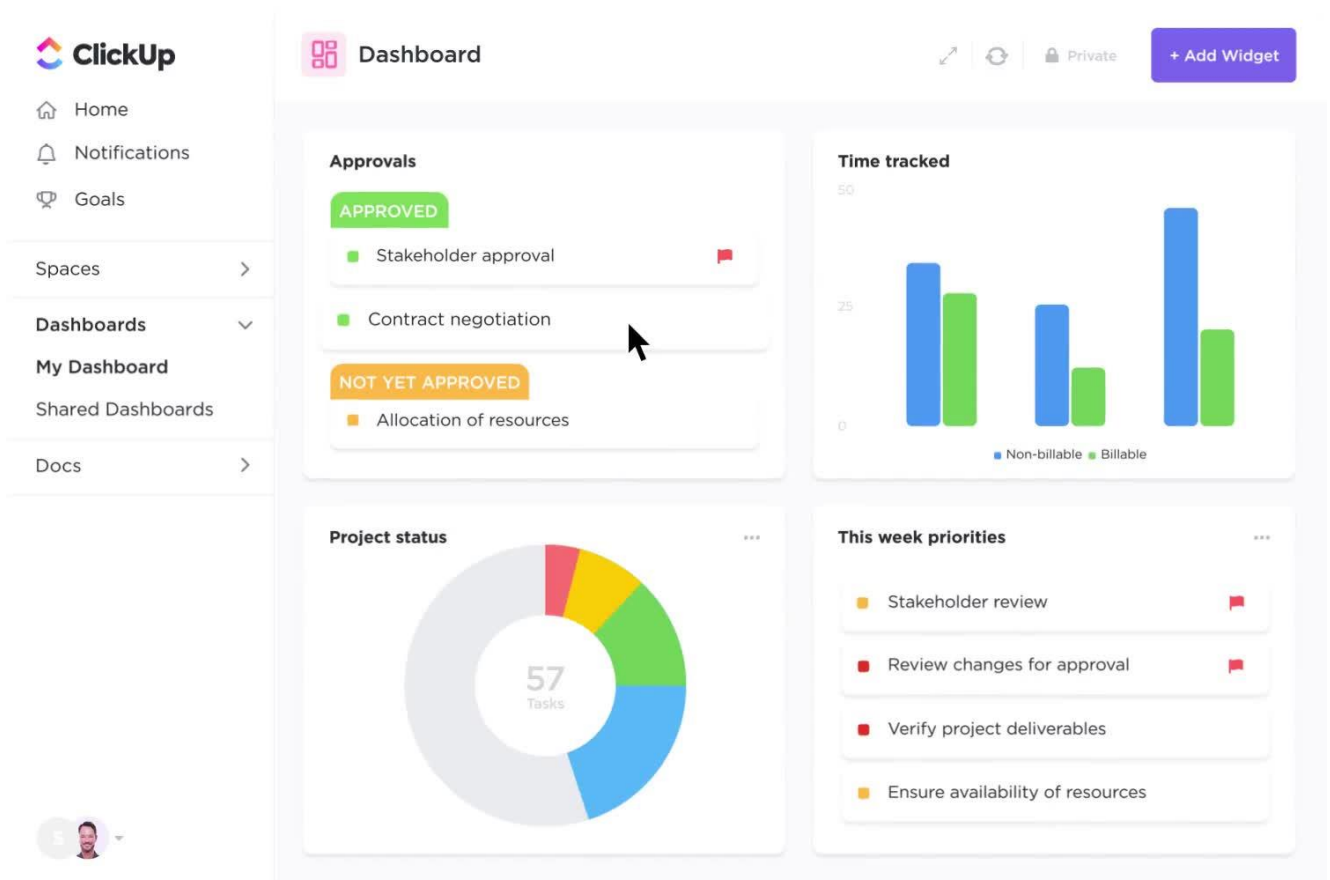 ClickUp
Home
Notifications
Goals
Spaces
Dashboards
My Dashboard
Shared Dashboards
Docs
S
Dashboard
Private
+ Add Widget
Approvals
APPROVED
Stakeholder approval
Contract negotiation
NOT YET APPROVED
Allocation of resources
Time tracked
50
25
0
Non-billable Billable
Project status
57
Tasks
This week priorities
Stakeholder review
Review changes for approval
Verify project deliverables
Ensure availability of resources